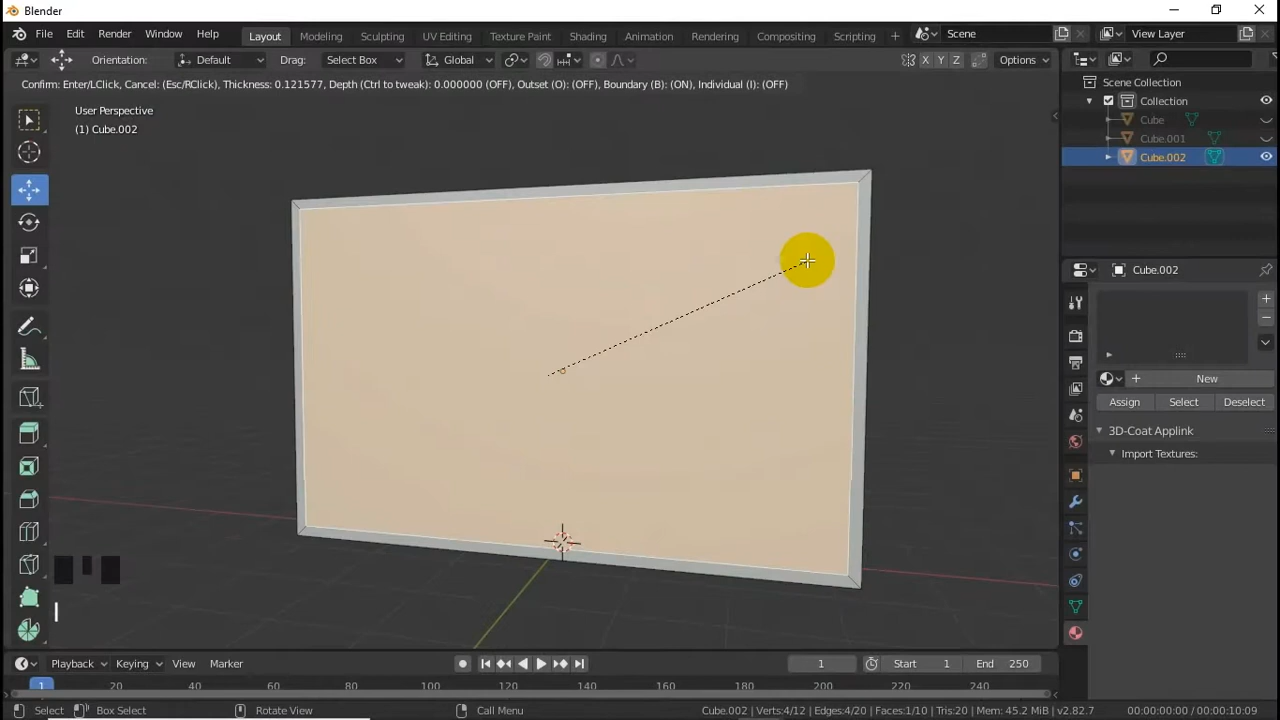 Blender
File Edit Render Window Help Layout Modeling Sculpting UV Editing Texture Paint Shading Animation Rendering Compositing Scripting + Scene View Layer
Orientation: Default Drag: Select Box Global X Y Z Options
Confirm: Enter/LClick, Cancel: (Esc/RClick), Thickness: 0.121577, Depth (Ctrl to tweak): 0.000000 (OFF), Outset (O): (OFF), Boundary (B): (ON), Individual (I): (OFF)
User Perspective
(1) Cube.002
Scene Collection
Collection
Cube
Cube.001
Cube.002
Cube.002
+ New
Assign Select Deselect
3D-Coat Applink
Import Textures:
I
Playback Keying View Marker 1 Start 1 End 250
1 20 40 60 80 100 120 140 160 180 200 220 240
Select Box Select Rotate View Call Menu Cube.002 | Verts:4/12 | Edges:4/20 | Faces:1/10 | Tris:20 | Mem: 45.2 MiB | v2.82.7 00:00:00:00 / 00:00:10:09